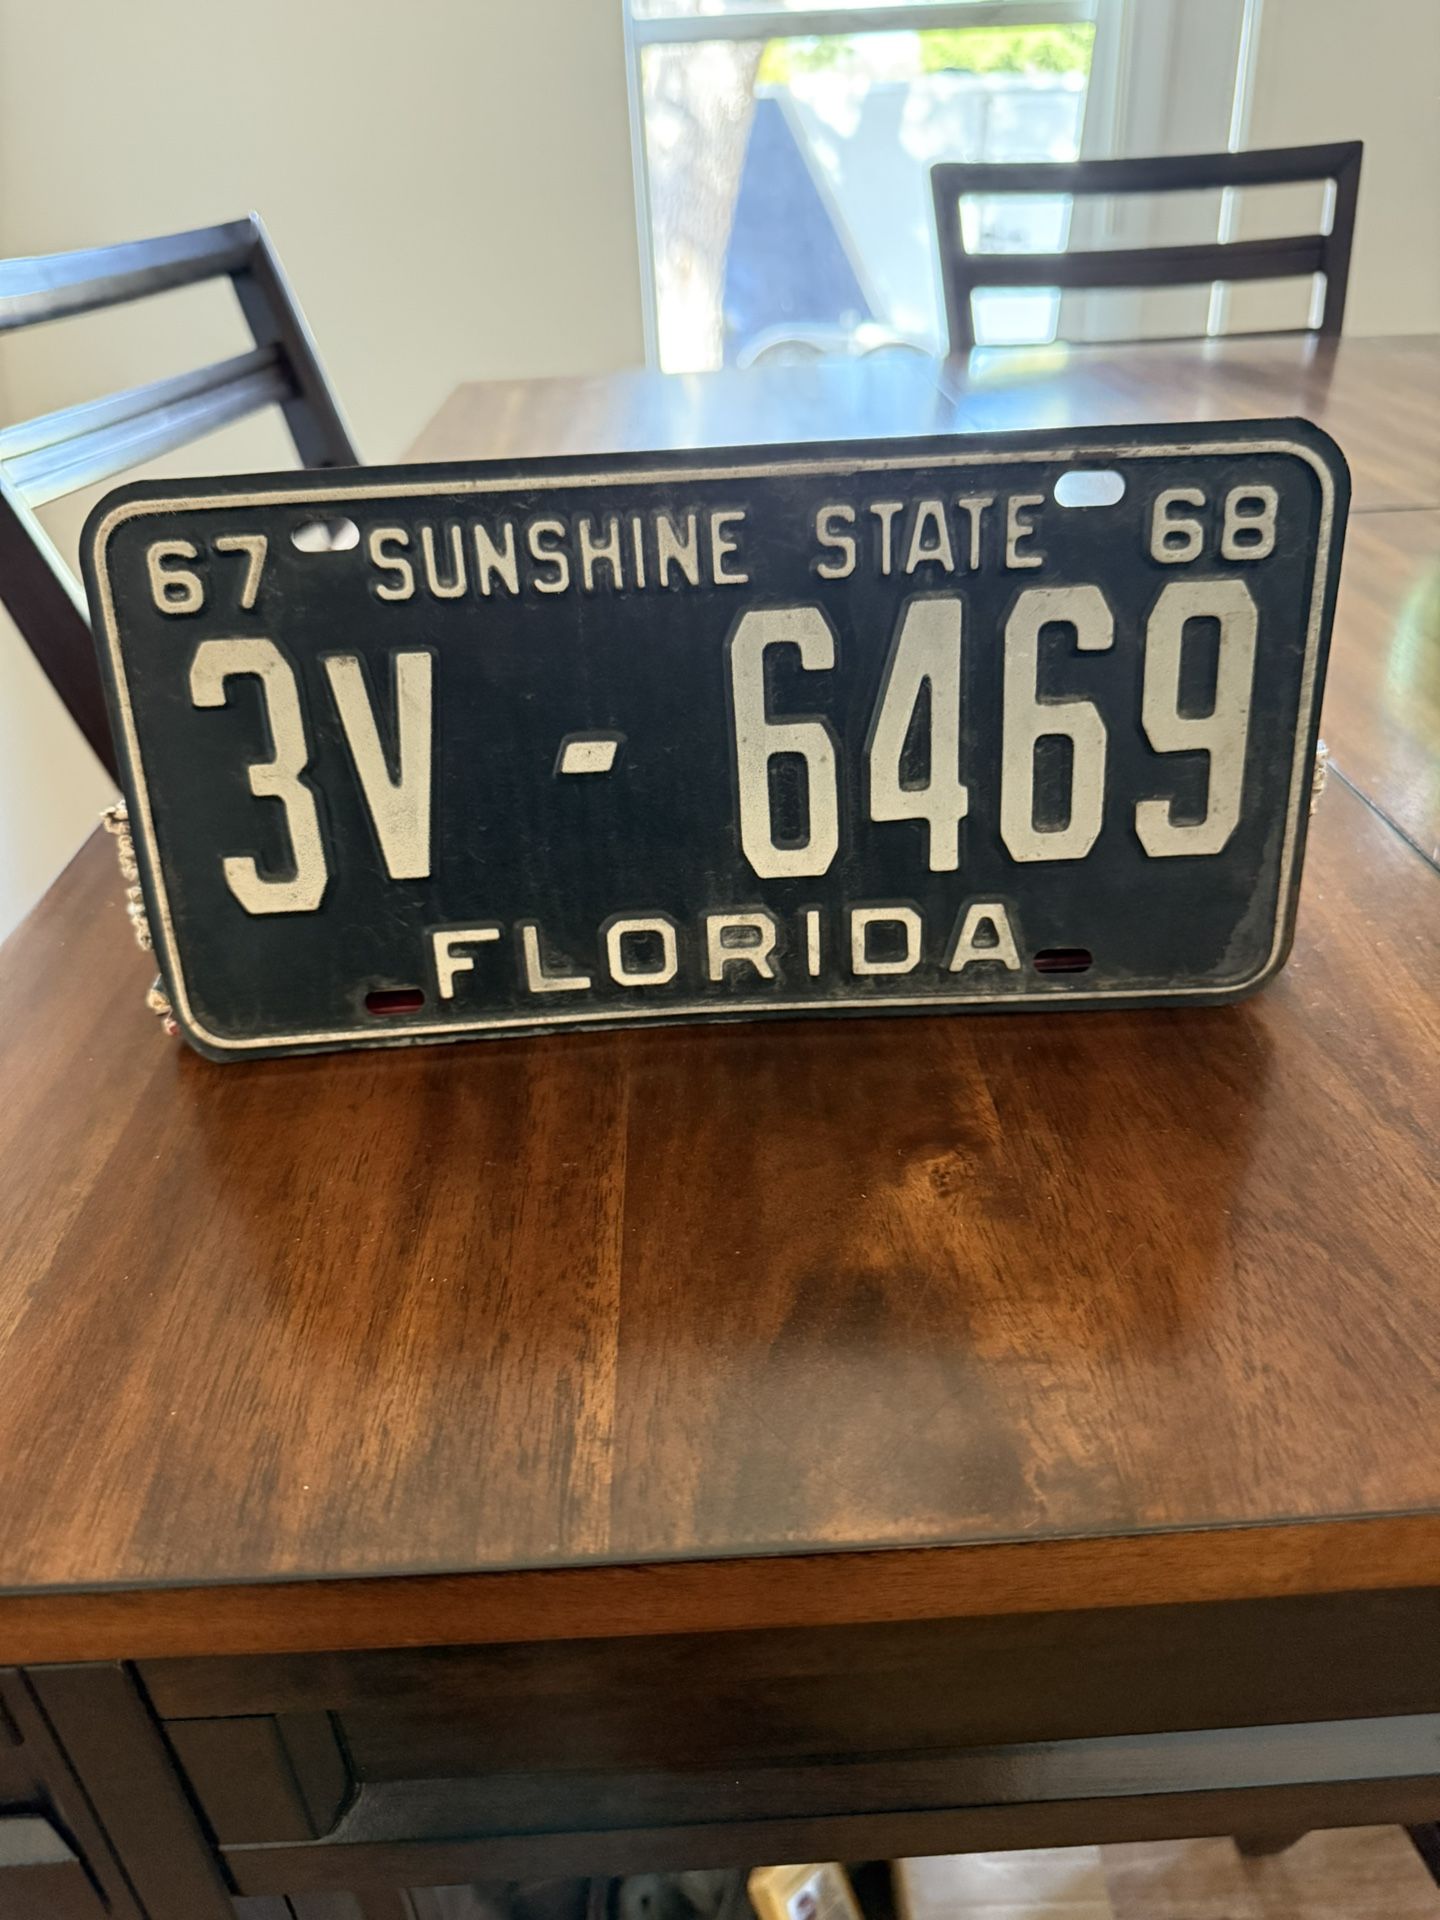 67 SUNSHINE STATE 68
3V - 6469
FLORIDA